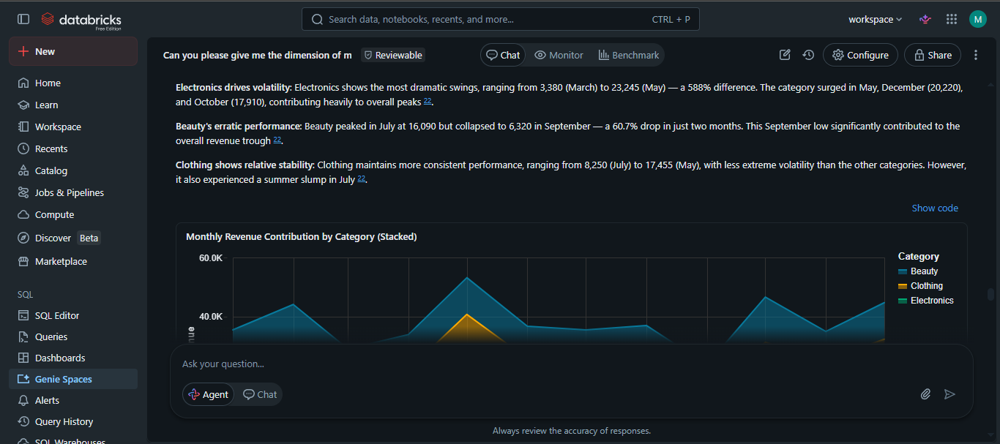 databricks
Free Edition
Search data, notebooks, recents, and more...
CTRL + P
workspace
M
New
Home
Learn
Workspace
Recents
Catalog
Jobs & Pipelines
Compute
Discover Beta
Marketplace
SQL
SQL Editor
Queries
Dashboards
Genie Spaces
Alerts
Query History
SQL Warehouses
Can you please give me the dimension of m
Reviewable
Chat
Monitor
Benchmark
Configure
Share
Electronics drives volatility: Electronics shows the most dramatic swings, ranging from 3,380 (March) to 23,245 (May) — a 588% difference. The category surged in May, December (20,220),
and October (17,910), contributing heavily to overall peaks 22.
Beauty's erratic performance: Beauty peaked in July at 16,090 but collapsed to 6,320 in September — a 60.7% drop in just two months. This September low significantly contributed to the
overall revenue trough 22.
Clothing shows relative stability: Clothing maintains more consistent performance, ranging from 8,250 (July) to 17,455 (May), with less extreme volatility than the other categories. However,
it also experienced a summer slump in July 22.
Show code
Monthly Revenue Contribution by Category (Stacked)
60.0K
40.0K
nue
Category
Beauty
Clothing
Electronics
Ask your question...
Agent
Chat
Always review the accuracy of responses.